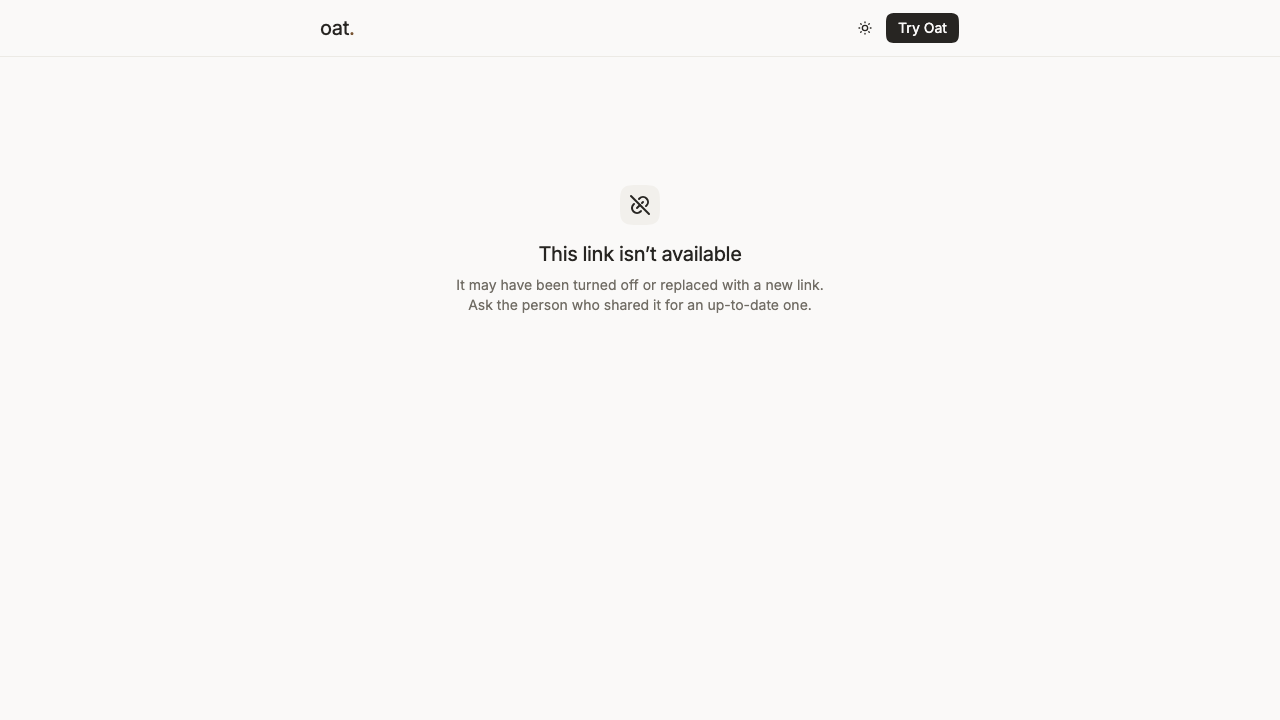 oat.
Try Oat
This link isn’t available
It may have been turned off or replaced with a new link.
Ask the person who shared it for an up-to-date one.